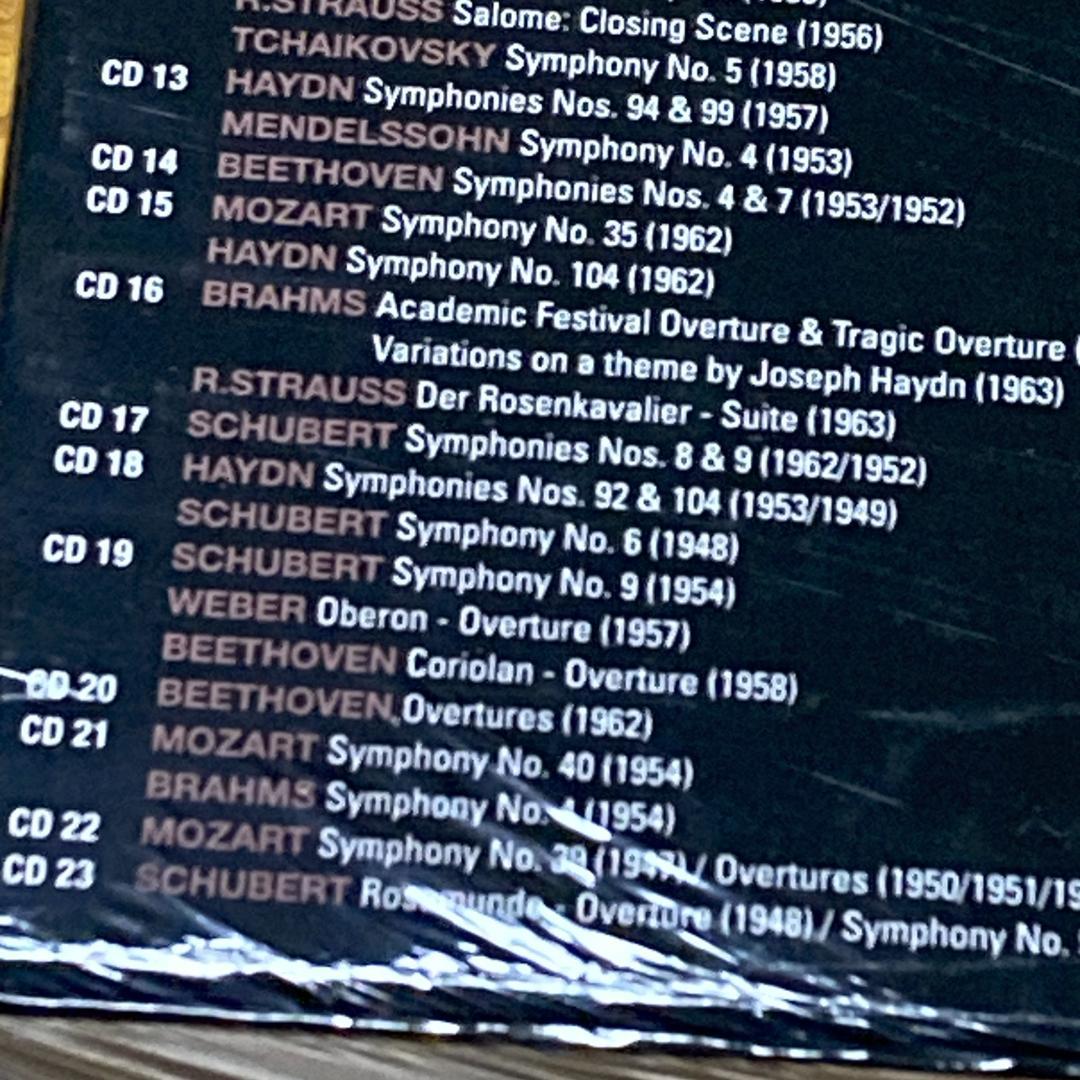 R.STRAUSS Salome: Closing Scene (1956)
TCHAIKOVSKY Symphony No. 5 (1958)
CD 13 HAYDN Symphonies Nos. 94 & 99 (1957)
MENDELSSOHN Symphony No. 4 (1953)
CD 14 BEETHOVEN Symphonies Nos. 4 & 7 (1953/1952)
CD 15 MOZART Symphony No. 35 (1962)
HAYDN Symphony No. 104 (1962)
CD 16 BRAHMS Academic Festival Overture & Tragic Overture (
Variations on a theme by Joseph Haydn (1963)
R.STRAUSS Der Rosenkavalier - Suite (1963)
CD 17 SCHUBERT Symphonies Nos. 8 & 9 (1962/1952)
CD 18 HAYDN Symphonies Nos. 92 & 104 (1953/1949)
SCHUBERT Symphony No. 6 (1948)
CD 19 SCHUBERT Symphony No. 9 (1954)
WEBER Oberon - Overture (1957)
BEETHOVEN Coriolan - Overture (1958)
CD 20 BEETHOVEN Overtures (1962)
CD 21 MOZART Symphony No. 40 (1954)
BRAHMS Symphony No. (1954)
CD 22 MOZART Symphony No. 39 / Overtures (1950/1951/19
CD 23 SCHUBERT Rosamunde - Overture (1948) / Symphony No.